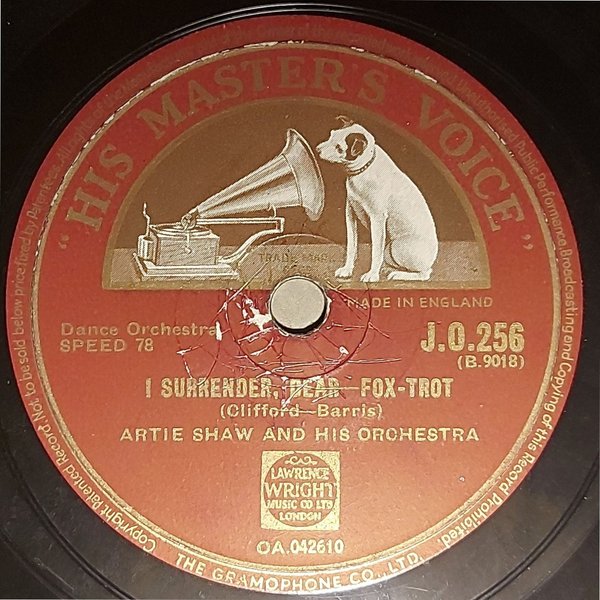 "HIS MASTER'S VOICE"
TRADE MARK
MADE IN ENGLAND
Dance Orchestra
SPEED 78
J.O.256
(B.9018)
I SURRENDER, DEAR—FOX-TROT
(Clifford—Barris)
ARTIE SHAW AND HIS ORCHESTRA
LAWRENCE
WRIGHT
MUSIC CO LTD
LONDON
OA.042610
THE GRAMOPHONE CO., LTD.
Copyright Patented Record Not to be sold below price fixed by Patentees.
Public Performance Broadcasting and Copying of this Record Prohibited.